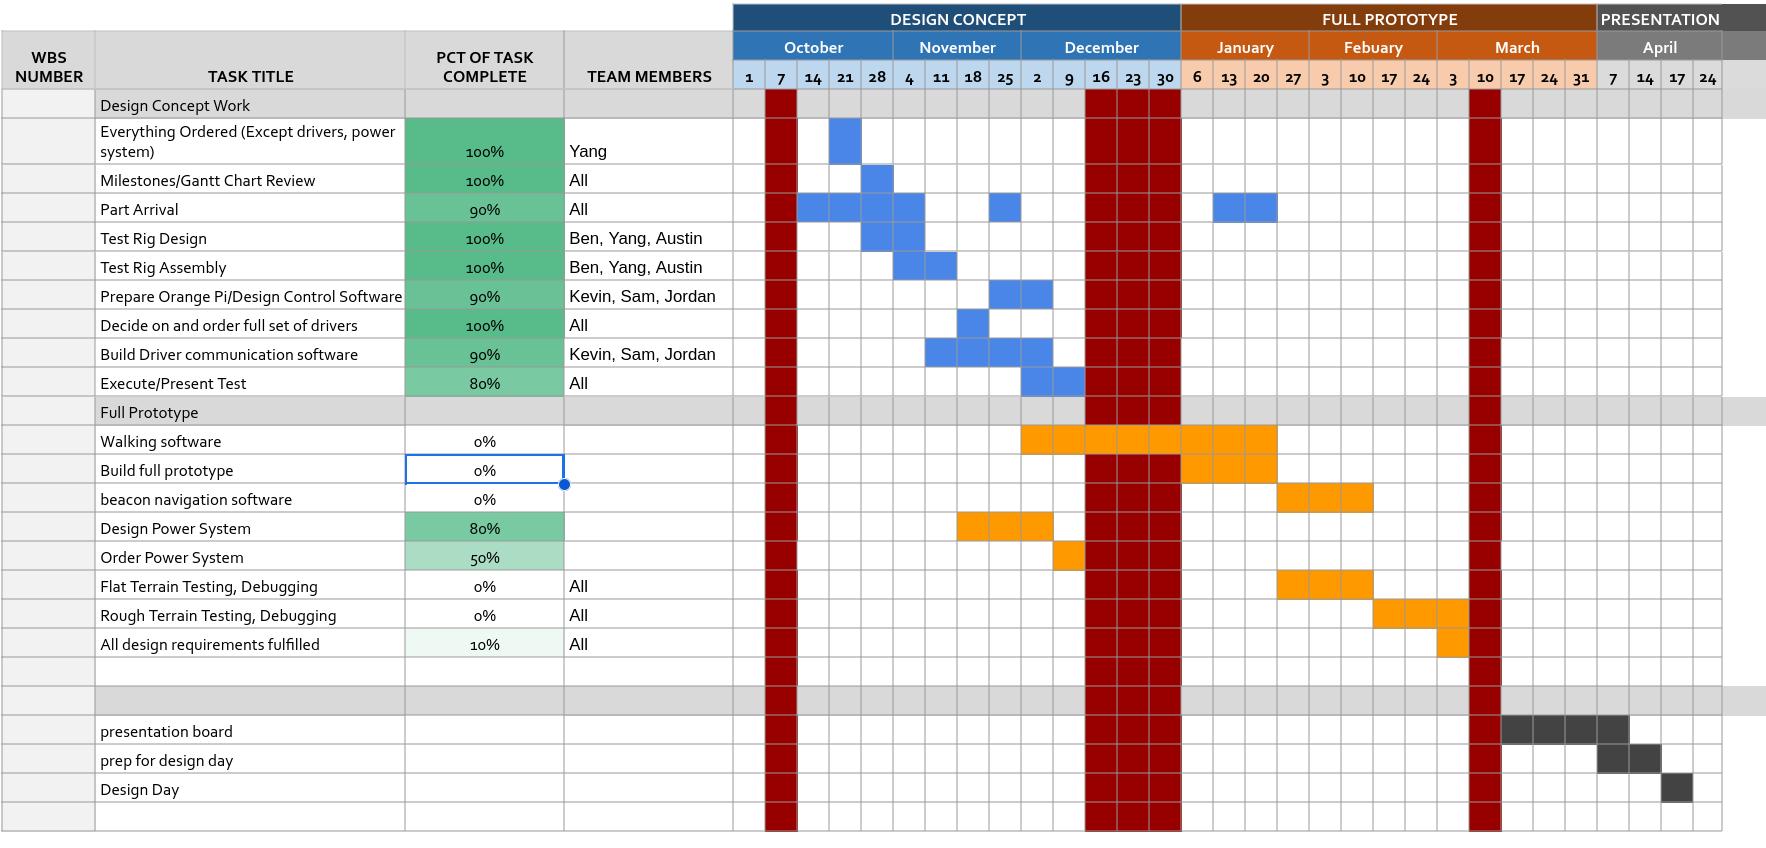 DESIGN CONCEPT FULL PROTOTYPE PRESENTATION
October November December January Febuary March April
WBS NUMBER TASK TITLE PCT OF TASK COMPLETE TEAM MEMBERS 1 7 14 21 28 4 11 18 25 2 9 16 23 30 6 13 20 27 3 10 17 24 3 10 17 24 31 7 14 17 24
Design Concept Work
Everything Ordered (Except drivers, power
system) 100% Yang
Milestones/Gantt Chart Review 100% All
Part Arrival 90% All
Test Rig Design 100% Ben, Yang, Austin
Test Rig Assembly 100% Ben, Yang, Austin
Prepare Orange Pi/Design Control Software 90% Kevin, Sam, Jordan
Decide on and order full set of drivers 100% All
Build Driver communication software 90% Kevin, Sam, Jordan
Execute/Present Test 80% All
Full Prototype
Walking software 0%
Build full prototype 0%
beacon navigation software 0%
Design Power System 80%
Order Power System 50%
Flat Terrain Testing, Debugging 0% All
Rough Terrain Testing, Debugging 0% All
All design requirements fulfilled 10% All
presentation board
prep for design day
Design Day